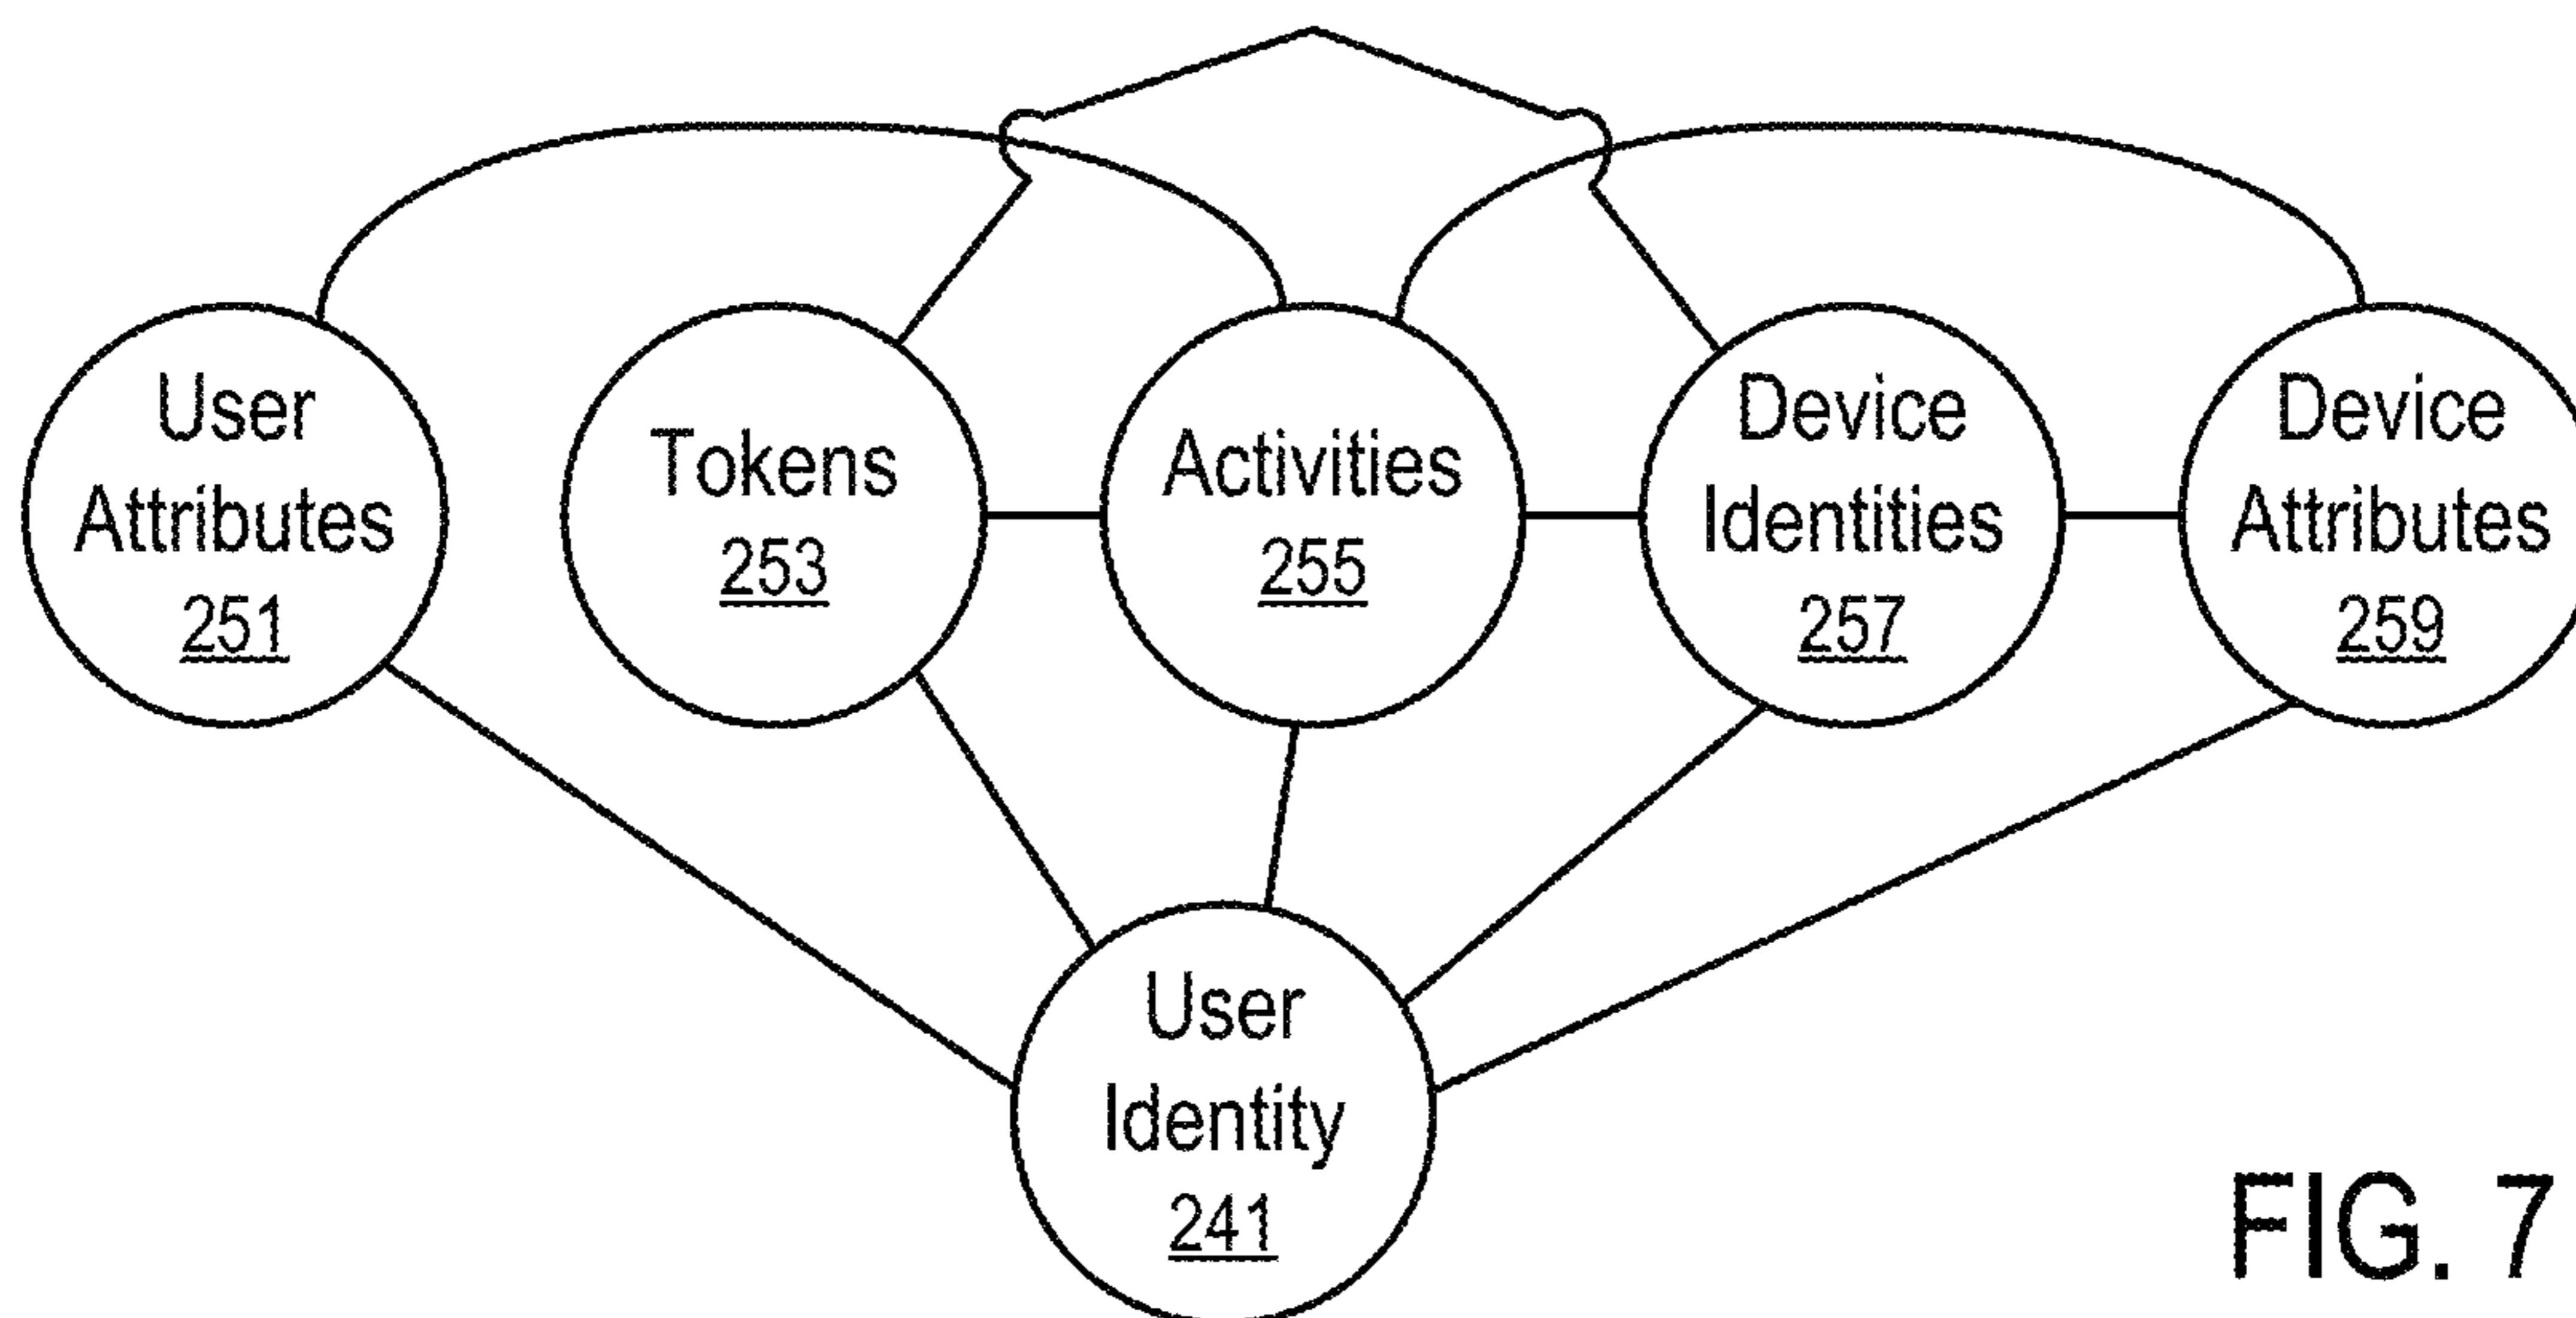 User
Attributes
251
Tokens
253
Activities
255
Device
Identities
257
Device
Attributes
259
User
Identity
241
FIG. 7